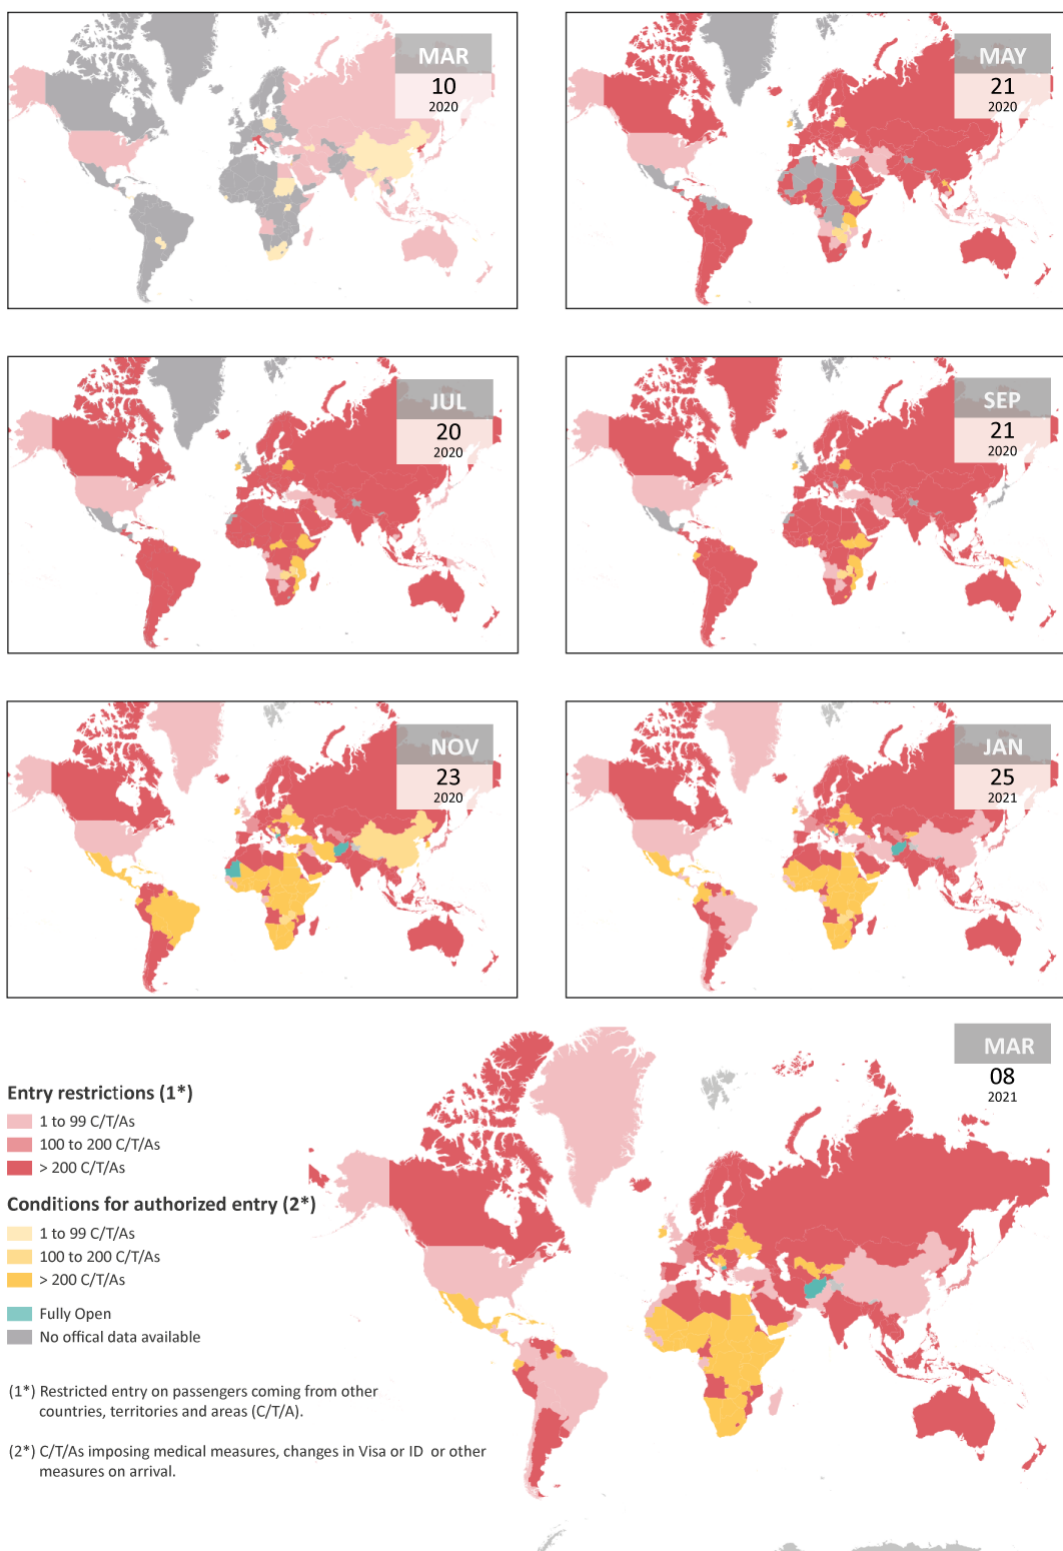 MAR
10
2020
MAY
21
2020
JUL
20
2020
SEP
21
2020
NOV
23
2020
JAN
25
2021
MAR
08
2021
Entry restrictions (1*)
1 to 99 C/T/As
100 to 200 C/T/As
> 200 C/T/As
Conditions for authorized entry (2*)
1 to 99 C/T/As
100 to 200 C/T/As
> 200 C/T/As
Fully Open
No offical data available
(1*) Restricted entry on passengers coming from other
countries, territories and areas (C/T/A).
(2*) C/T/As imposing medical measures, changes in Visa or ID or other
measures on arrival.